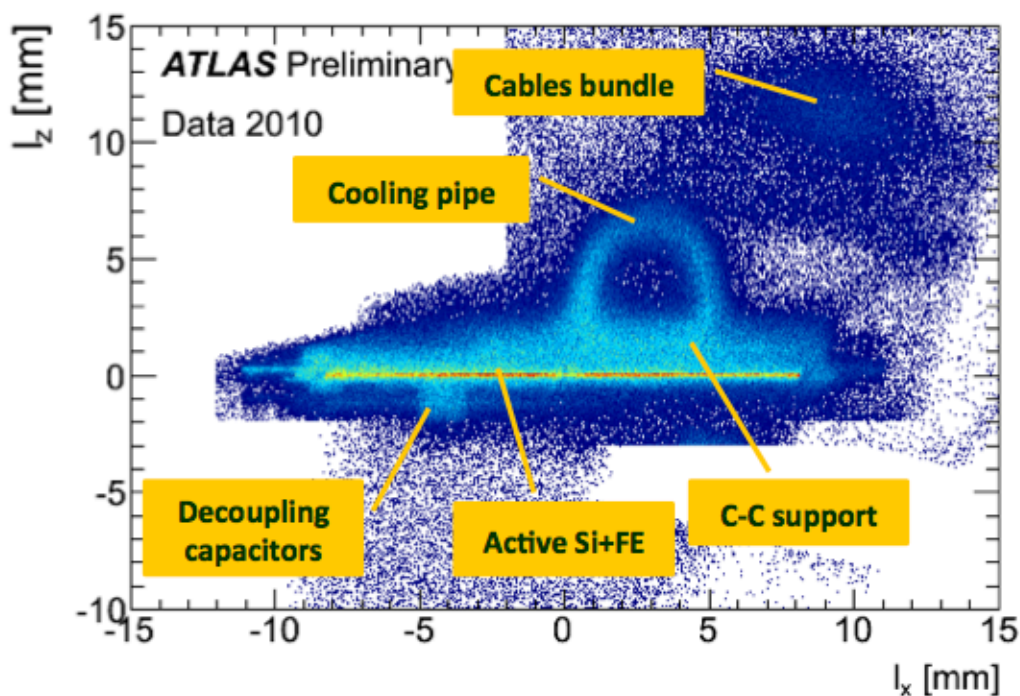 ATLAS Preliminary
Data 2010
Cables bundle
Cooling pipe
Decoupling
capacitors
Active Si+FE
C-C support
l_z [mm]
15
10
5
0
-5
-10
-15
-10
-5
0
5
10
15
l_x [mm]